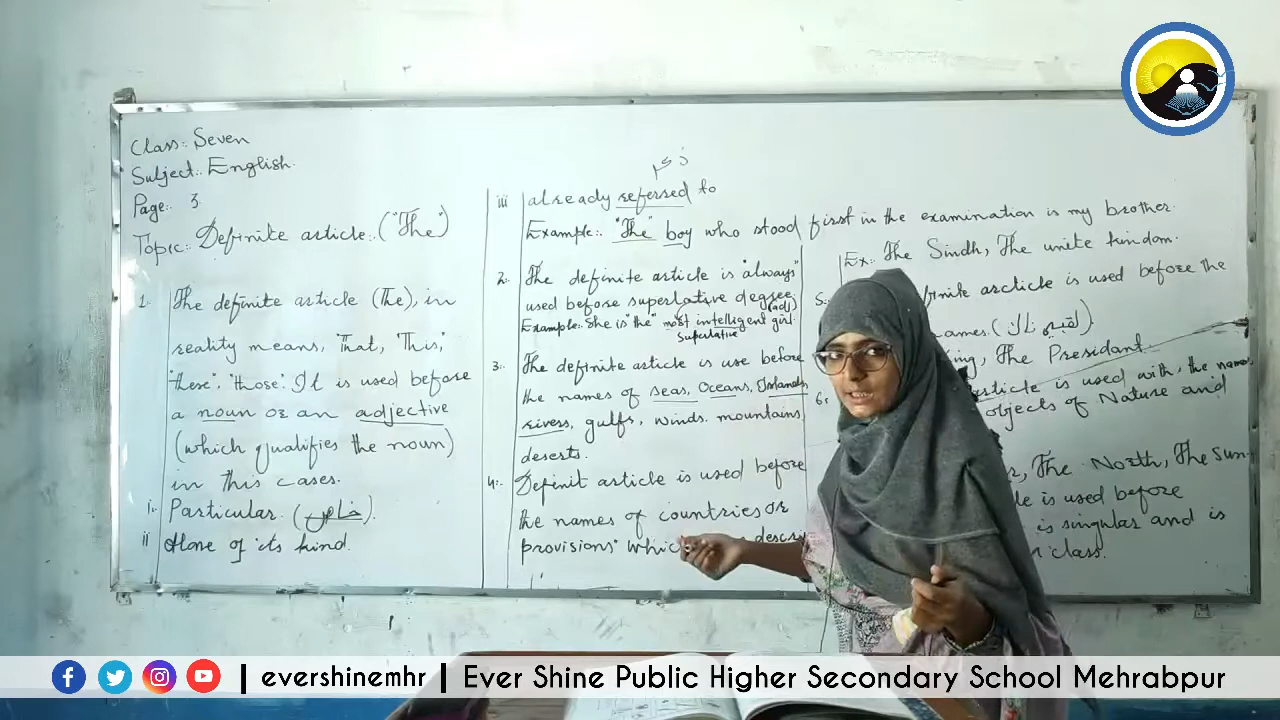 Class:. Seven
Subject:. English.
Page:. 3.
Topic:. Definite article:. ("The")
1:. The definite article (The), in
reality means, "That, "This,"
"these", "those". It is used before
a noun or an adjective
(which qualifies the noun)
in this cases.
i. Particular. (خاص).
ii Alone of its kind.
iii already referred to
Example:. "The" boy who stood first in the examination is my brother.
2:. The definite article is "always"
used before superlative degree
(adj)
Example:. She is "the" most intellegent girl.
Superlative
3:. The definite article is use before
the names of seas, Oceans, Islands
rivers, gulfs, winds. mountains
deserts.
4:. Definit article is used before
the names of countries or
provisions"
Ex:. The Sindh, The unite kindom.
5:. article is used before the
names.
The Presidant.
6: article is used with, the names
objects of Nature and
The North, The Sun.
is used before
is singular and is
class.
evershinemhr | Ever Shine Public Higher Secondary School Mehrabpur